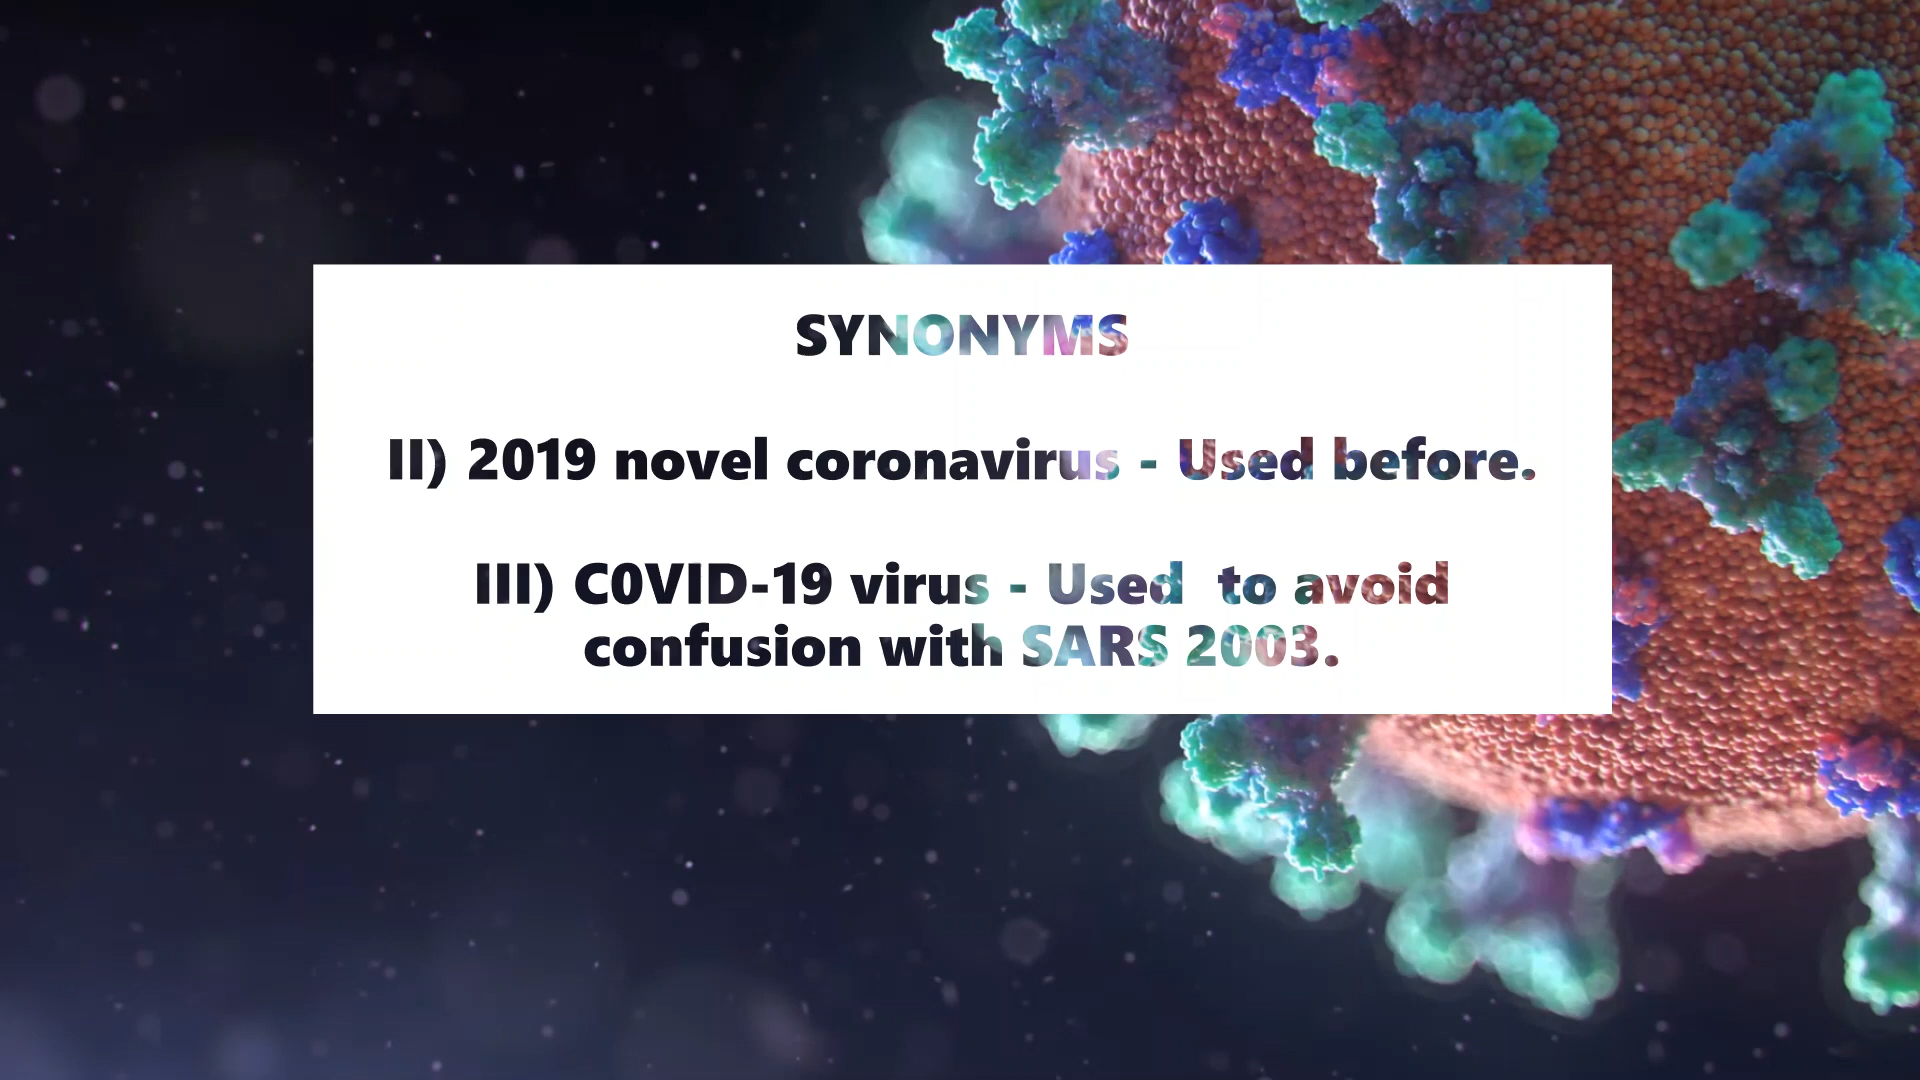 SYNONYMS
II) 2019 novel coronavirus - Used before.
III) C0VID-19 virus - Used  to avoid
confusion with SARS 2003.